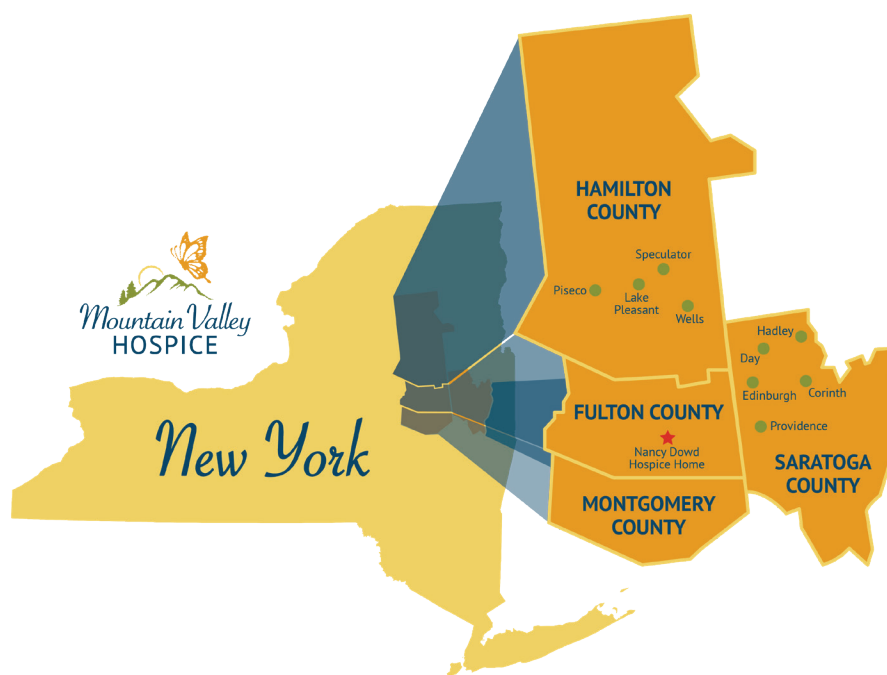 Mountain Valley
HOSPICE
New York
HAMILTON
COUNTY
Speculator
Piseco
Lake
Pleasant
Wells
Hadley
Day
Edinburgh
Corinth
Providence
FULTON COUNTY
Nancy Dowd
Hospice Home
SARATOGA
COUNTY
MONTGOMERY
COUNTY